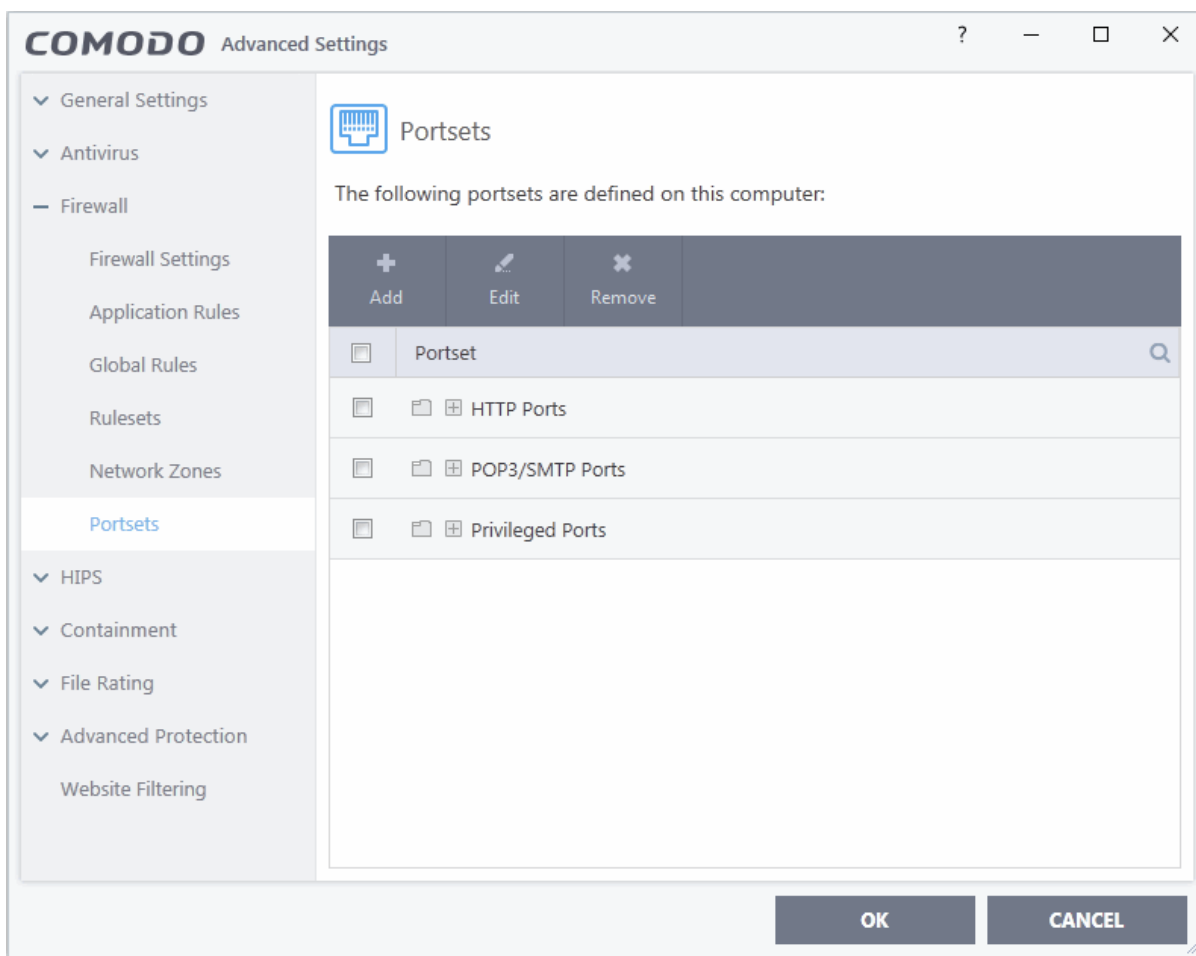 COMODO Advanced Settings
?
General Settings
Antivirus
Firewall
Firewall Settings
Application Rules
Global Rules
Rulesets
Network Zones
Portsets
HIPS
Containment
File Rating
Advanced Protection
Website Filtering
Portsets
The following portsets are defined on this computer:
Add Edit Remove
Portset
HTTP Ports
POP3/SMTP Ports
Privileged Ports
OK CANCEL